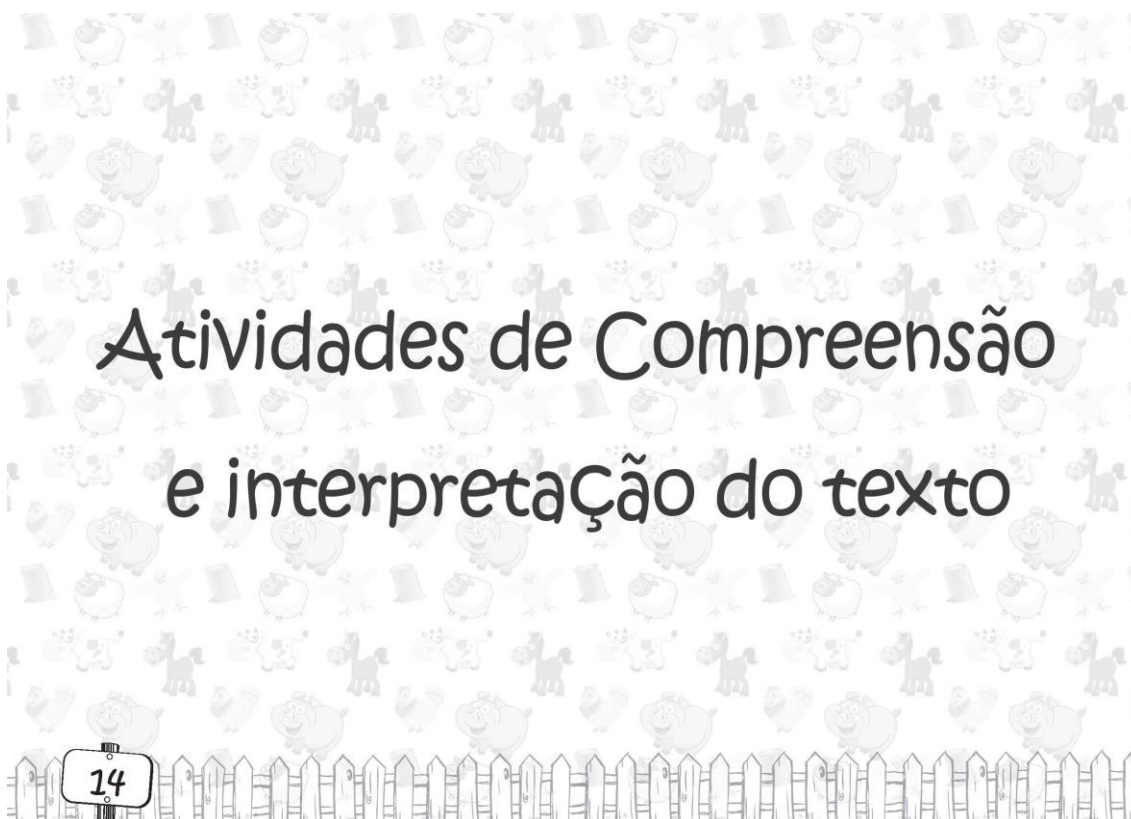 Atividades de Compreensão
e interpretação do texto
14